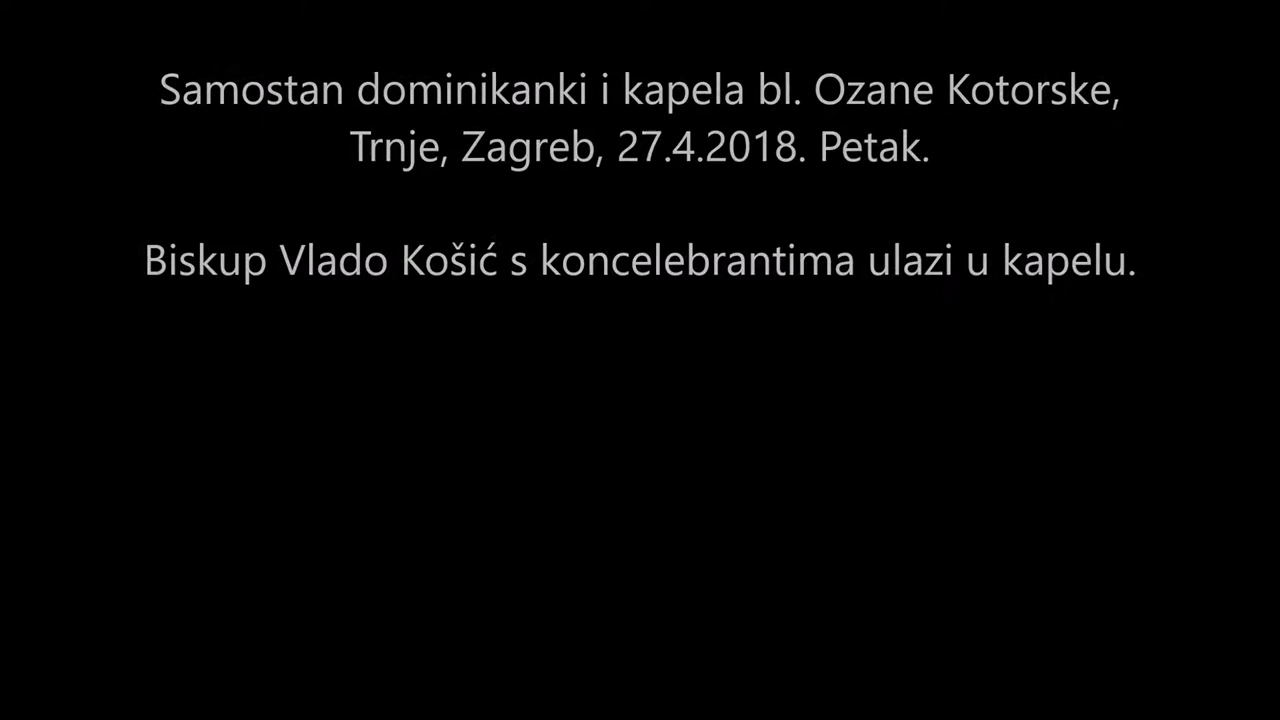 Samostan dominikanki i kapela bl. Ozane Kotorske,
Trnje, Zagreb, 27.4.2018. Petak.
Biskup Vlado Košić s koncelebrantima ulazi u kapelu.